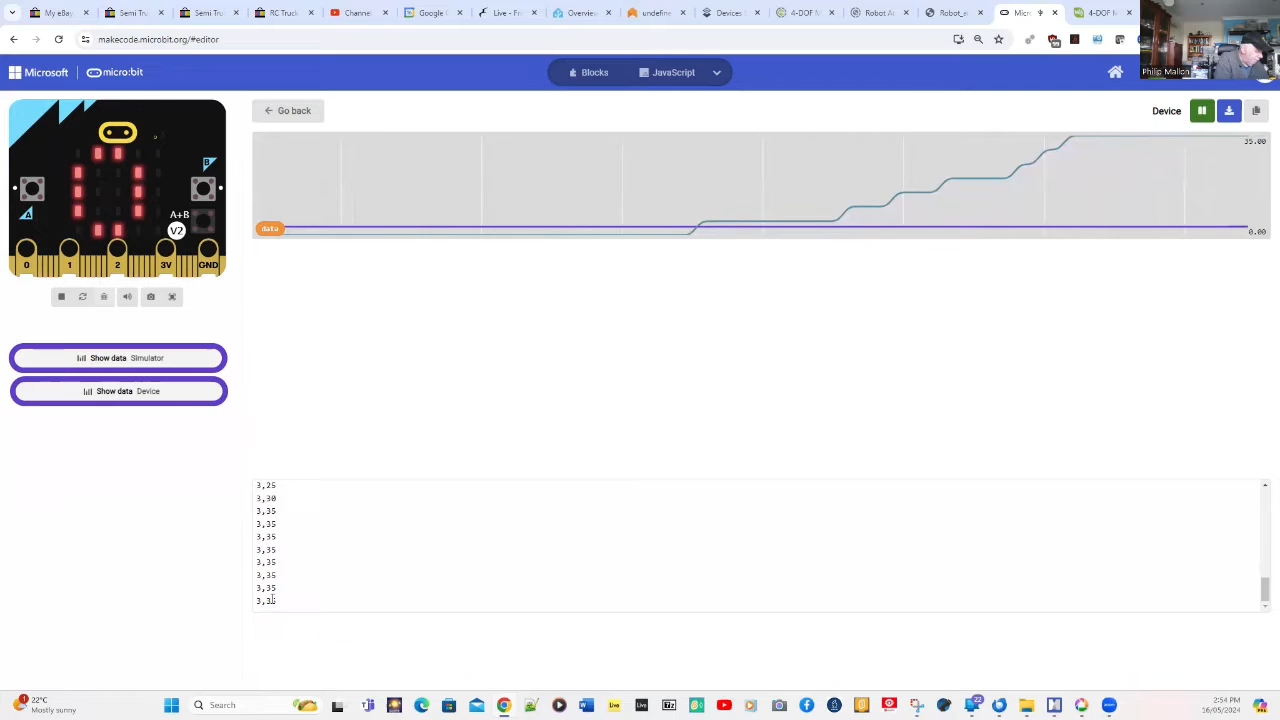 My eBay
Semi Tru
Semi Tru
RC Truck
Channel
Google
Live - Fr
Overview
undefine
Devices
4-DOF M
Robot A
Robot
Micro
4-DOF
makecode.microbit.org/#editor
Philip Mallon
Microsoft micro:bit
Blocks JavaScript
Go back
Device
A
B
A+B
V2
0 1 2 3V GND
35.00
data
0.00
Show data Simulator
Show data Device
3,25
3,30
3,35
3,35
3,35
3,35
3,35
3,35
3,35
22°C
Mostly sunny
Search
2:54 PM
16/05/2024